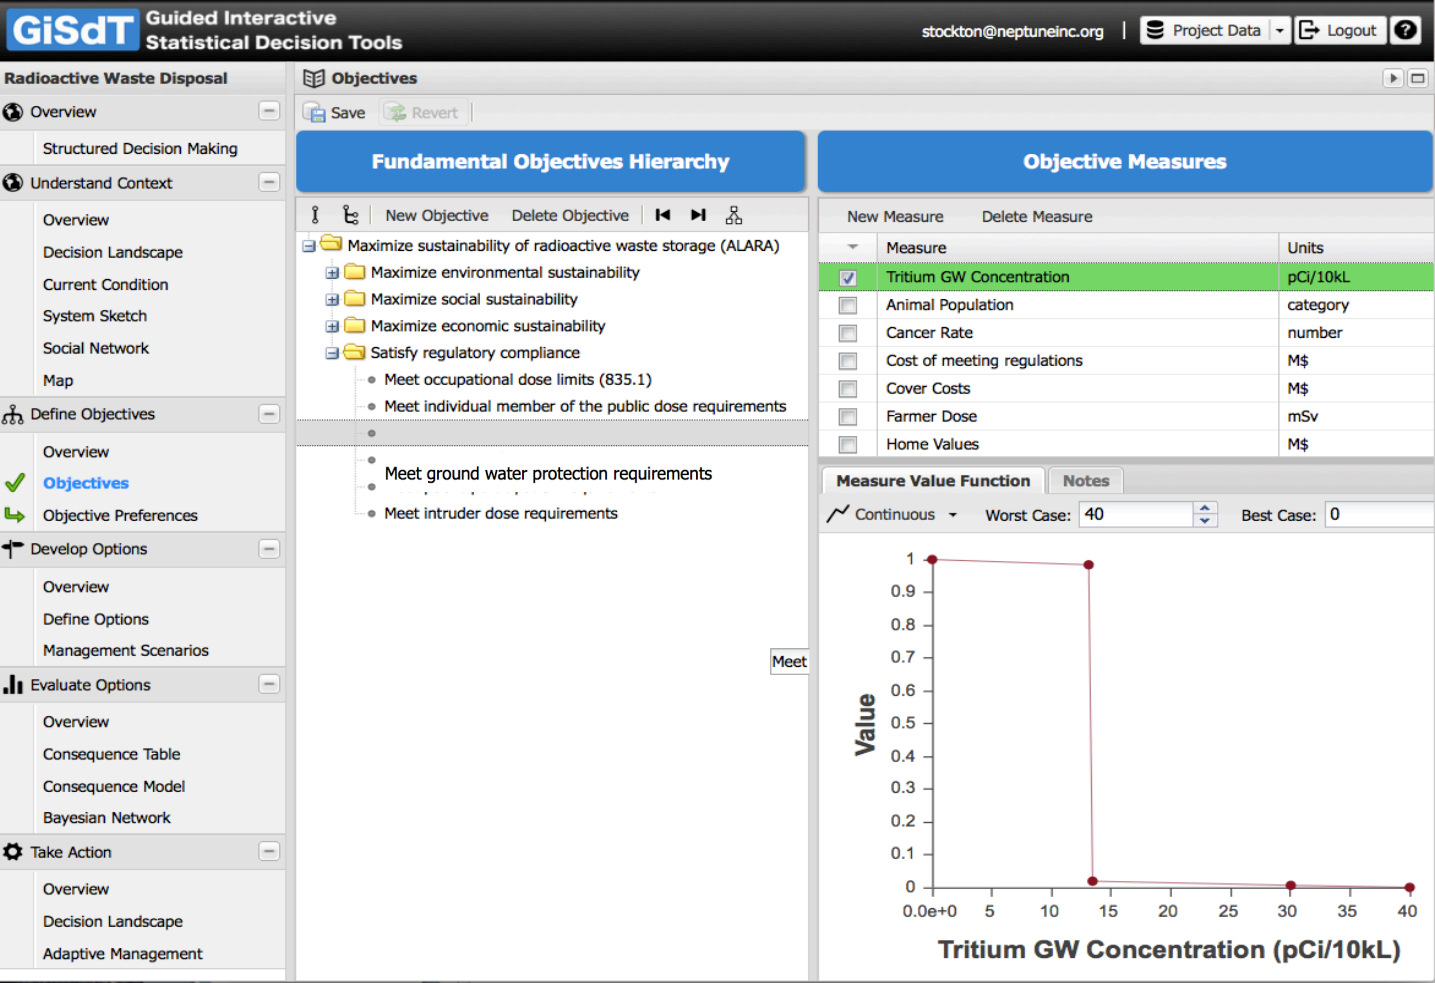 GiSdT Guided Interactive
Statistical Decision Tools
stockton@neptuneinc.org | Project Data Logout ?
Radioactive Waste Disposal
Overview
Structured Decision Making
Understand Context
Overview
Decision Landscape
Current Condition
System Sketch
Social Network
Map
Define Objectives
Overview
Objectives
Objective Preferences
Develop Options
Overview
Define Options
Management Scenarios
Evaluate Options
Overview
Consequence Table
Consequence Model
Bayesian Network
Take Action
Overview
Decision Landscape
Adaptive Management
Objectives
Save Revert
Fundamental Objectives Hierarchy
New Objective Delete Objective
Maximize sustainability of radioactive waste storage (ALARA)
Maximize environmental sustainability
Maximize social sustainability
Maximize economic sustainability
Satisfy regulatory compliance
Meet occupational dose limits (835.1)
Meet individual member of the public dose requirements
Meet ground water protection requirements
Meet intruder dose requirements
Meet
Objective Measures
New Measure Delete Measure
Measure Units
Tritium GW Concentration pCi/10kL
Animal Population category
Cancer Rate number
Cost of meeting regulations M$
Cover Costs M$
Farmer Dose mSv
Home Values M$
Measure Value Function Notes
Continuous Worst Case: 40 Best Case: 0
Value
1
0.9
0.8
0.7
0.6
0.5
0.4
0.3
0.2
0.1
0
0.0e+0 5 10 15 20 25 30 35 40
Tritium GW Concentration (pCi/10kL)